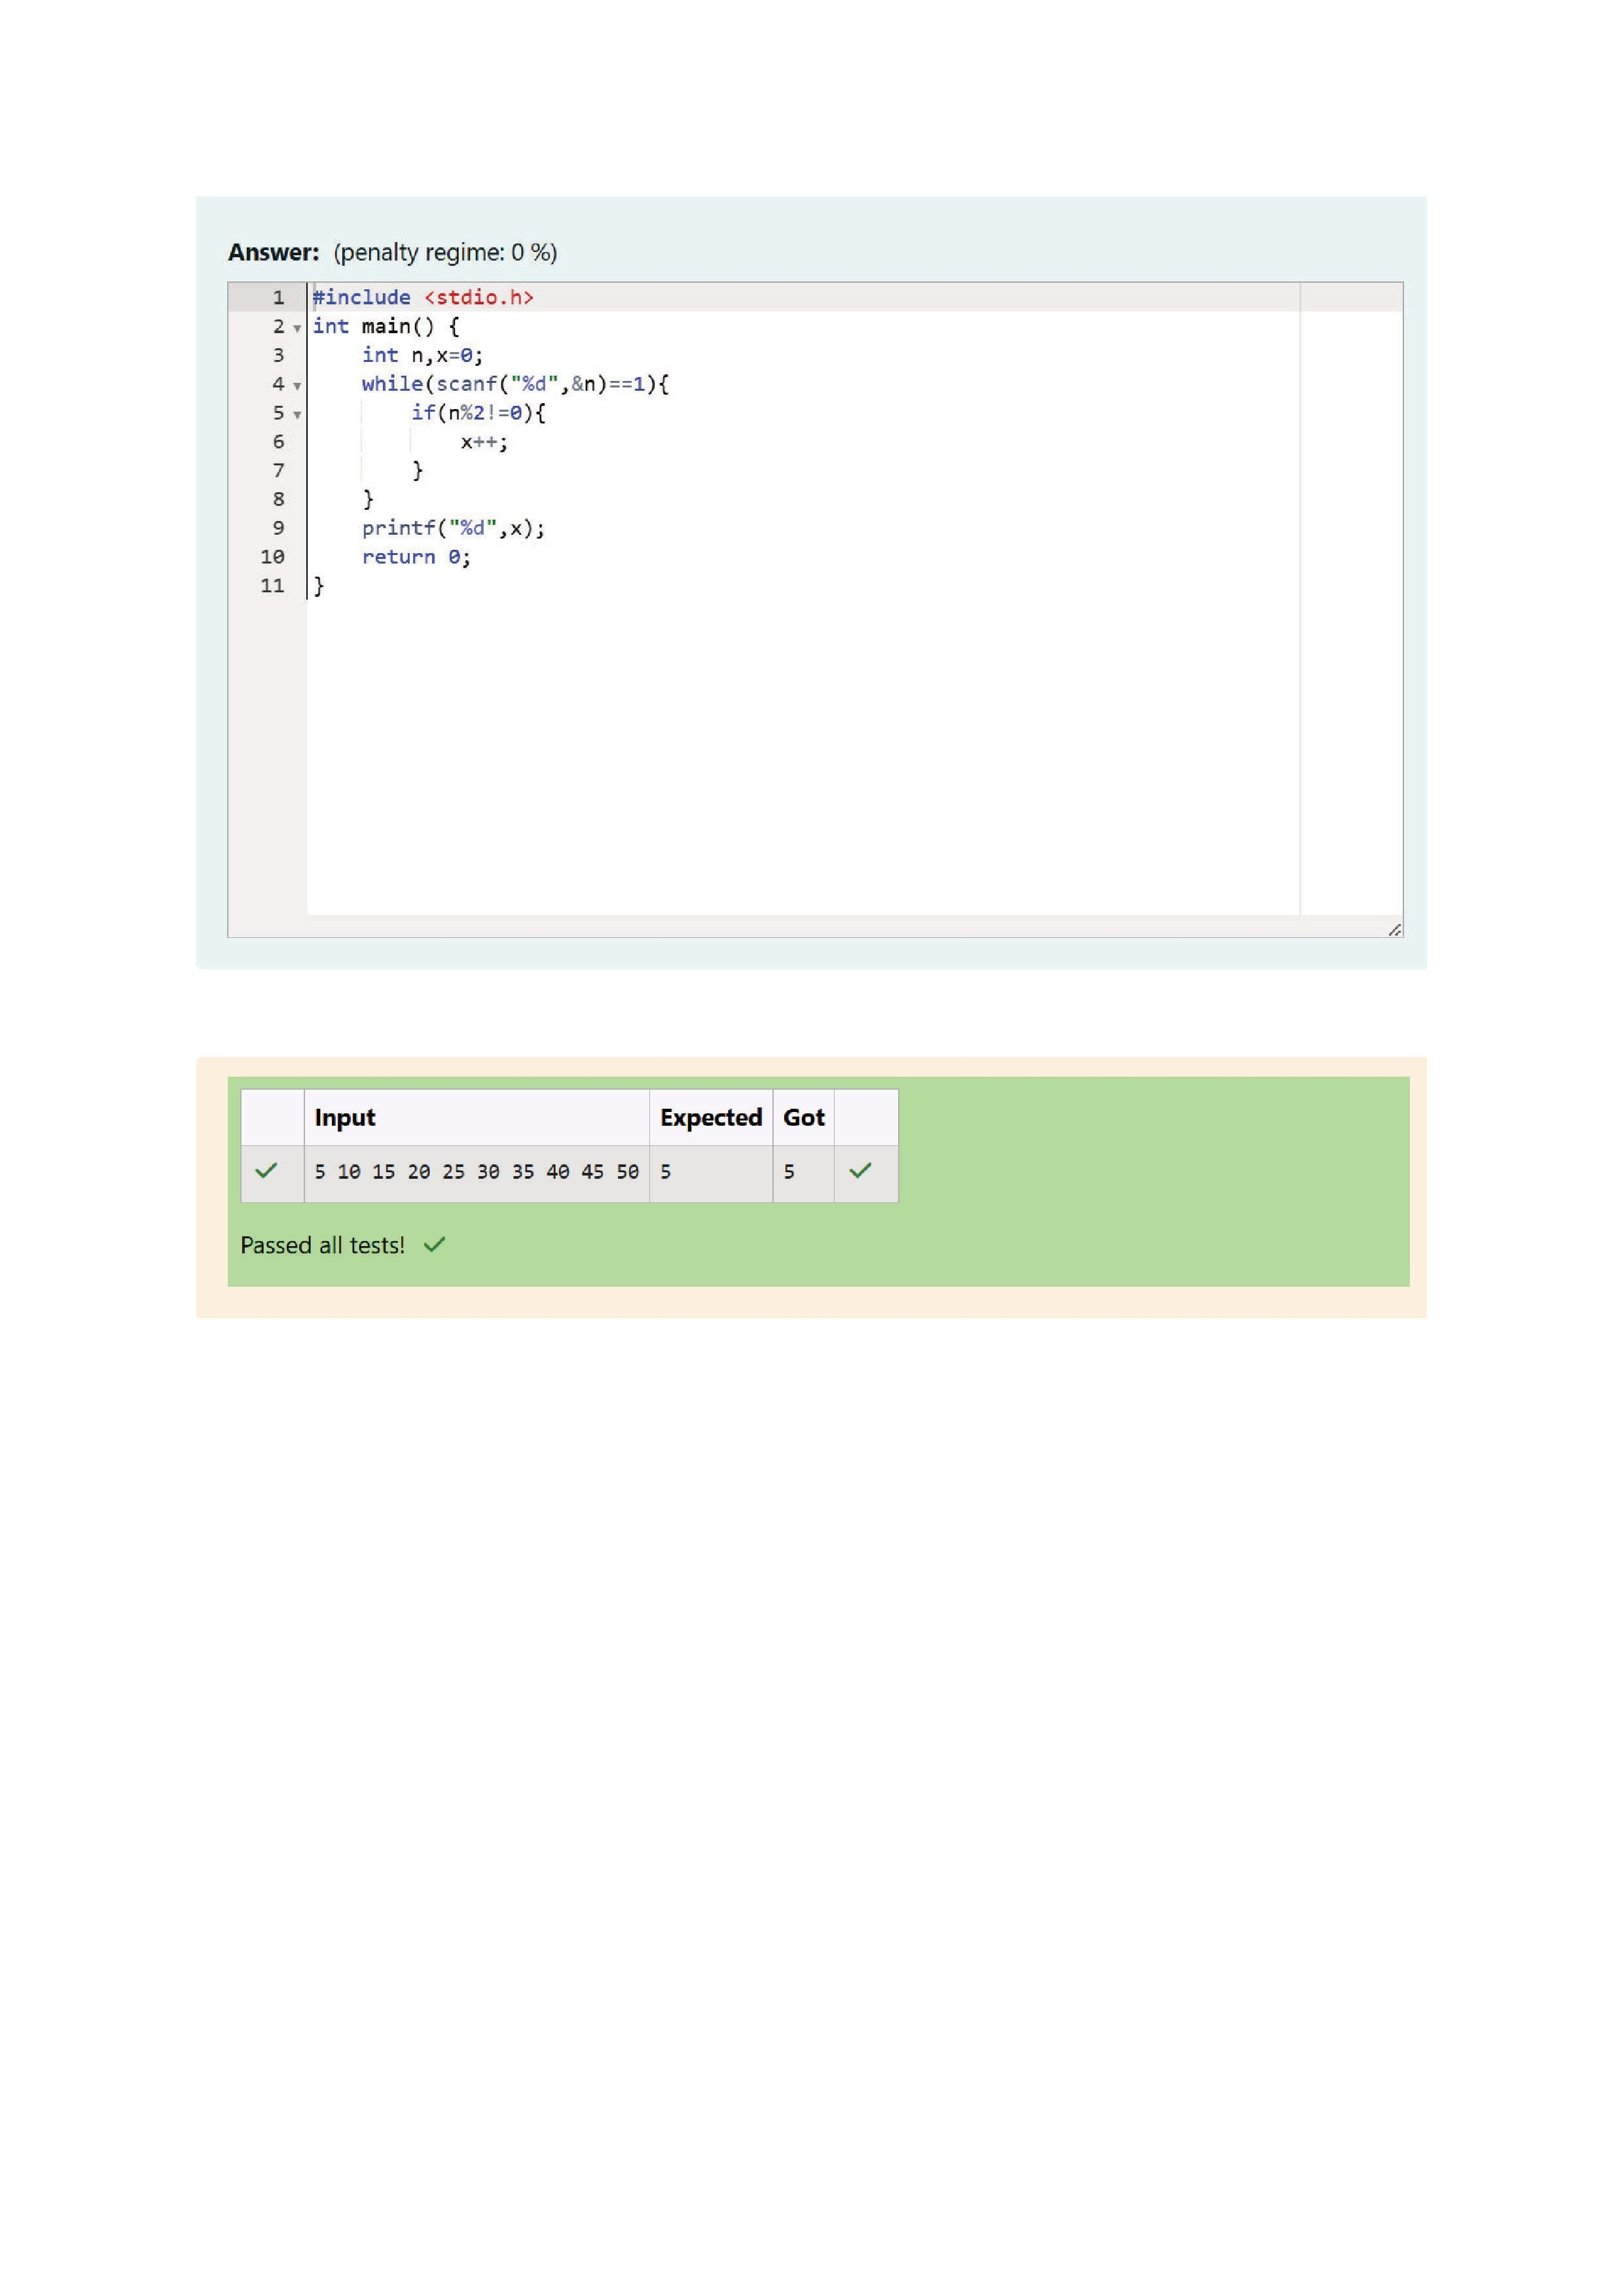 Answer: (penalty regime: 0 %)
1 #include <stdio.h>
2 int main() {
3     int n,x=0;
4     while(scanf("%d",&n)==1){
5         if(n%2!=0){
6             x++;
7         }
8     }
9     printf("%d",x);
10     return 0;
11 }
Input Expected Got
5 10 15 20 25 30 35 40 45 50 5 5
Passed all tests!